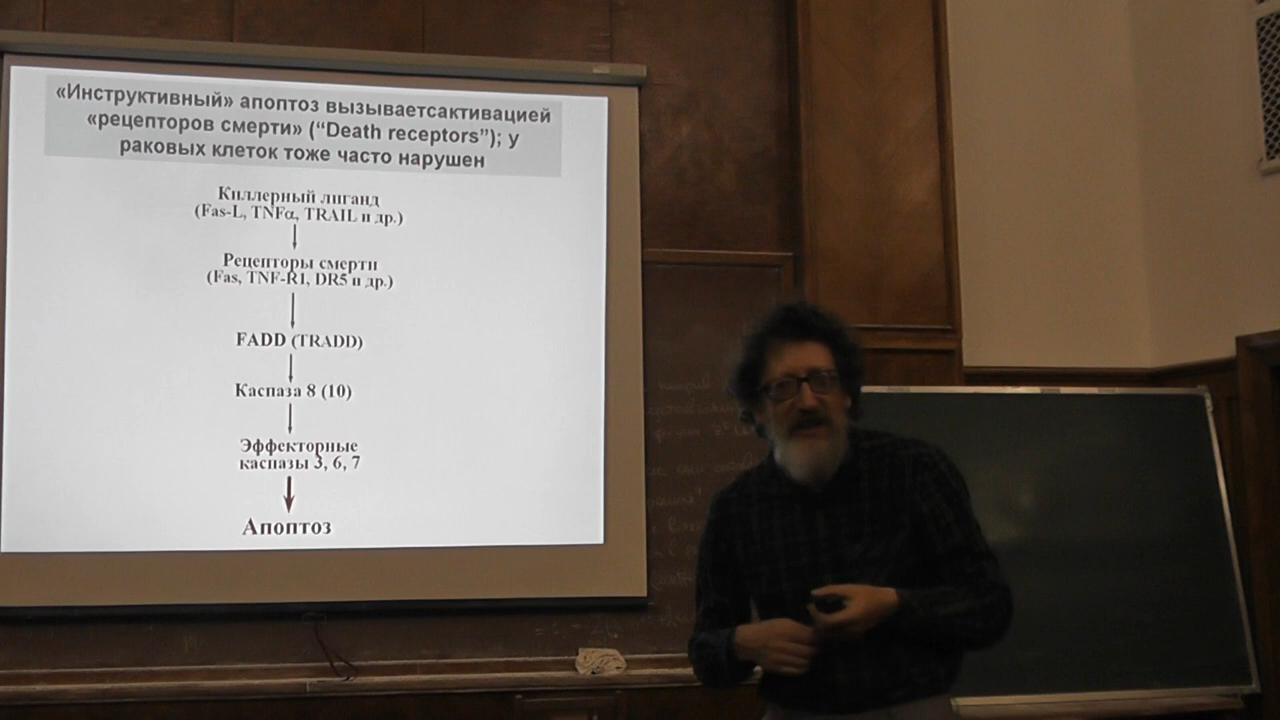 «Инструктивный» апоптоз вызываетсактивацией
«рецепторов смерти» (“Death receptors”); у
раковых клеток тоже часто нарушен
Киллерный лиганд
(Fas-L, TNFα, TRAIL и др.)
Рецепторы смерти
(Fas, TNF-R1, DR5 и др.)
FADD (TRADD)
Каспаза 8 (10)
Эффекторные
каспазы 3, 6, 7
Апоптоз